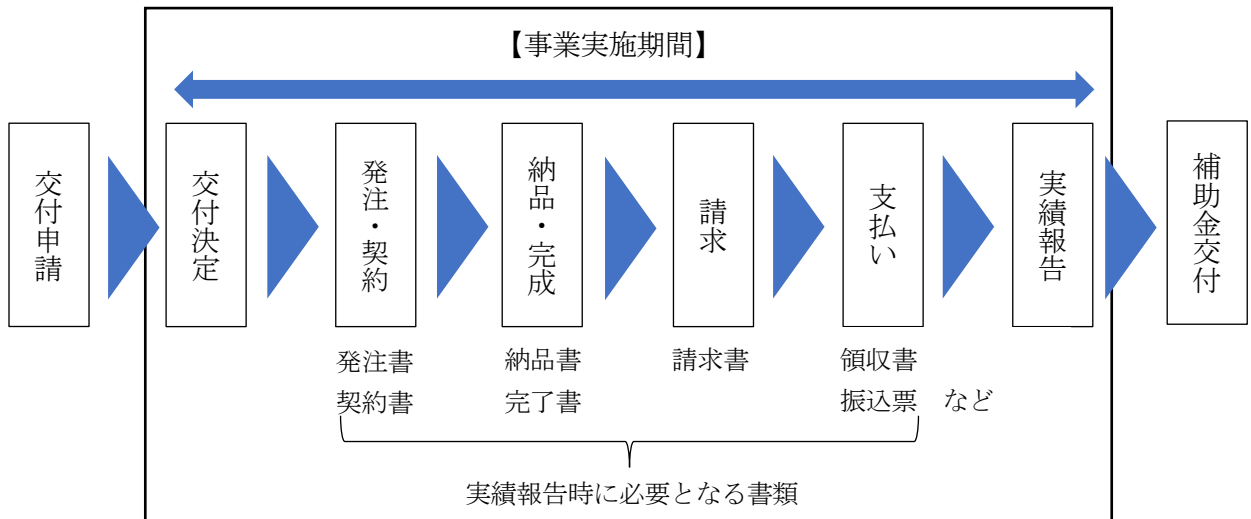 【事業実施期間】
交付申請
交付決定
発注・契約
納品・完成
請求
支払い
実績報告
補助金交付
発注書
契約書
納品書
完了書
請求書
領収書
振込票 など
実績報告時に必要となる書類